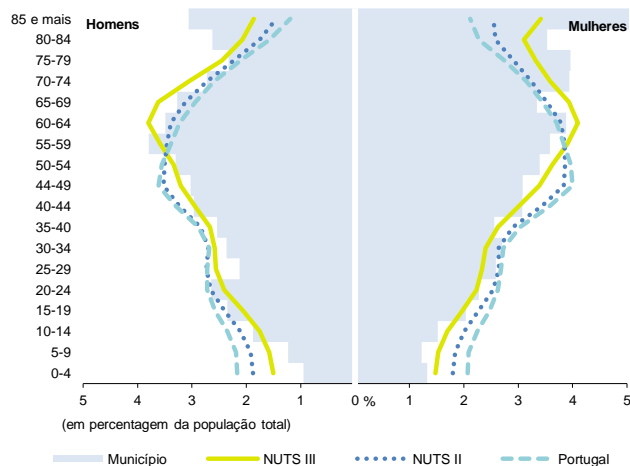 Homens
Mulheres
85 e mais
80-84
75-79
70-74
65-69
60-64
55-59
50-54
44-49
40-44
35-40
30-34
25-29
20-24
15-19
10-14
5-9
0-4
5 4 3 2 1 0 % 1 2 3 4 5
(em percentagem da população total)
Município NUTS III NUTS II Portugal